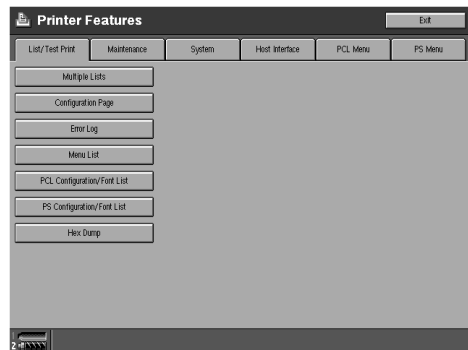 Printer Features
Exit
List/Test Print
Maintenance
System
Host Interface
PCL Menu
PS Menu
Multiple Lists
Configuration Page
Error Log
Menu List
PCL Configuration/Font List
PS Configuration/Font List
Hex Dump
2